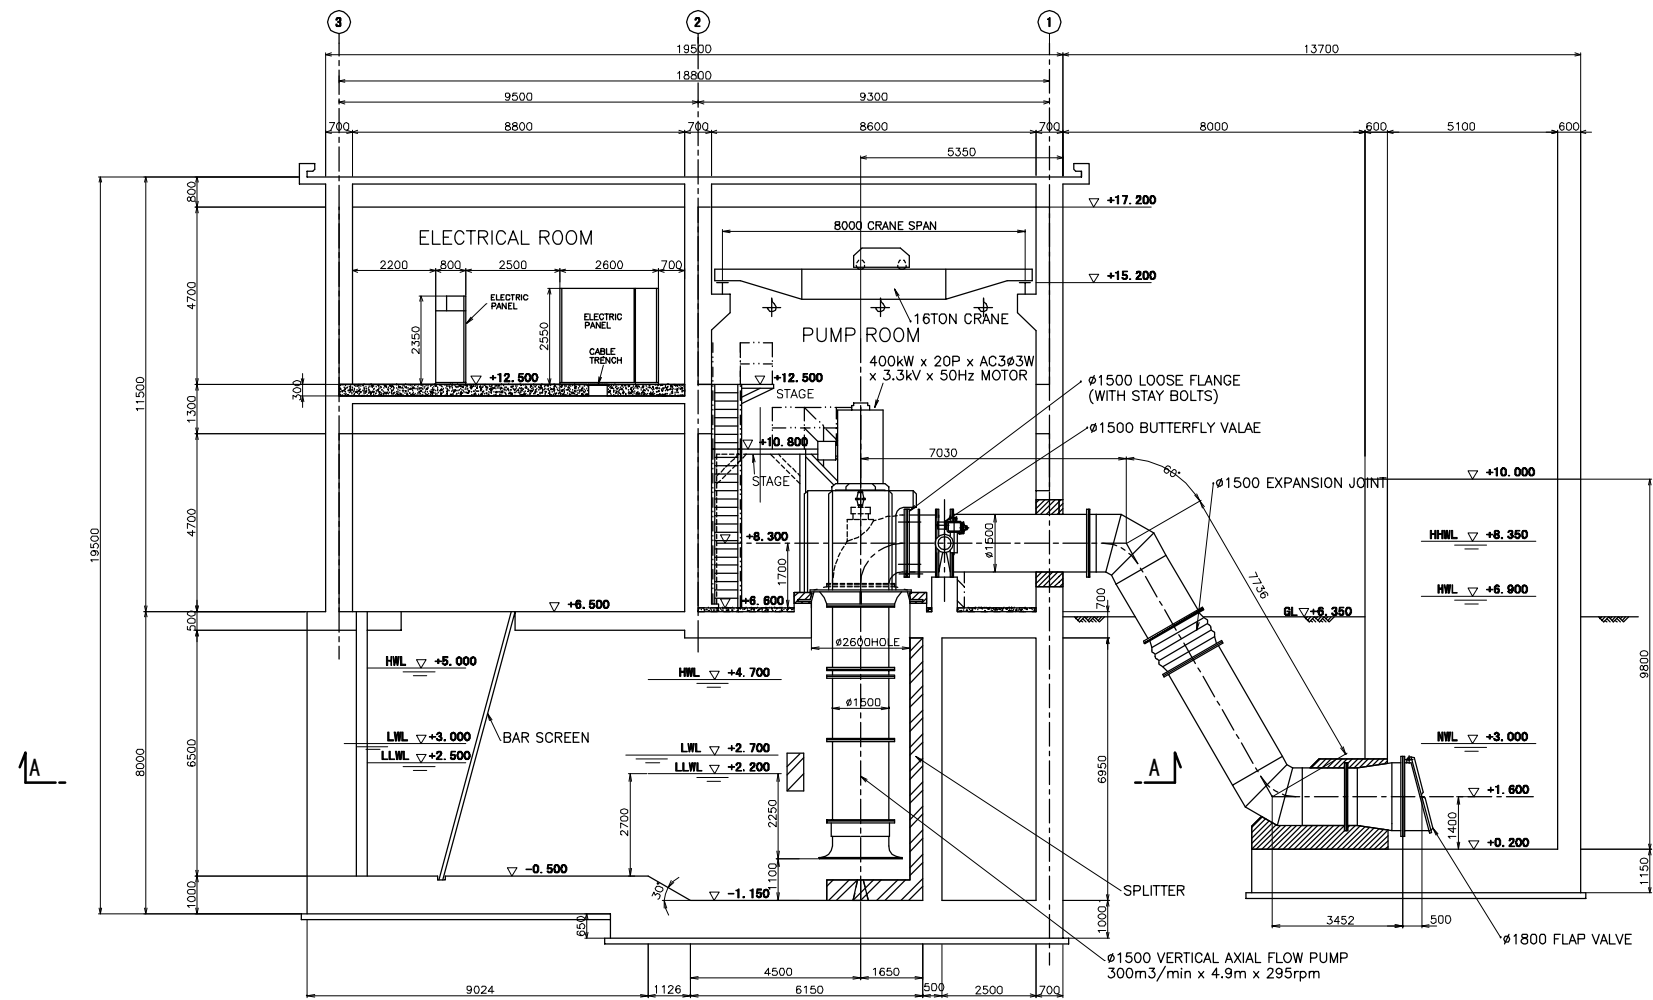 3
2
1
19500
13700
18800
9500
9300
700
8800
700
8600
700
8000
600
5100
600
5350
800
+17. 200
8000 CRANE SPAN
ELECTRICAL ROOM
2200
800
2500
2600
700
+15. 200
4700
ELECTRIC
PANEL
ELECTRIC
PANEL
16TON CRANE
PUMP ROOM
2350
2550
CABLE
TRENCH
400kW x 20P x AC3ø3W
x 3.3kV x 50Hz MOTOR
+12. 500
+12. 500
STAGE
ø1500 LOOSE FLANGE
(WITH STAY BOLTS)
300
11500
1300
ø1500 BUTTERFLY VALAE
+10. 800
7030
60°
+10. 000
STAGE
ø1500 EXPANSION JOINT
4700
19500
+8. 300
ø1500
HHWL +8. 350
1700
7736
HWL +6. 900
+6. 500
+6. 600
700
GL +6. 350
500
ø2600HOLE
HWL +5. 000
HWL +4. 700
9800
ø1500
BAR SCREEN
LWL +3. 000
LLWL +2. 500
LWL +2. 700
LLWL +2. 200
NWL +3. 000
A
A
8000
6500
6950
+1. 600
2700
2250
1400
+0. 200
-0. 500
1100
30°
-1. 150
SPLITTER
1150
1000
650
1000
3452
500
ø1800 FLAP VALVE
ø1500 VERTICAL AXIAL FLOW PUMP
300m3/min x 4.9m x 295rpm
4500
1650
9024
1126
6150
500
2500
700